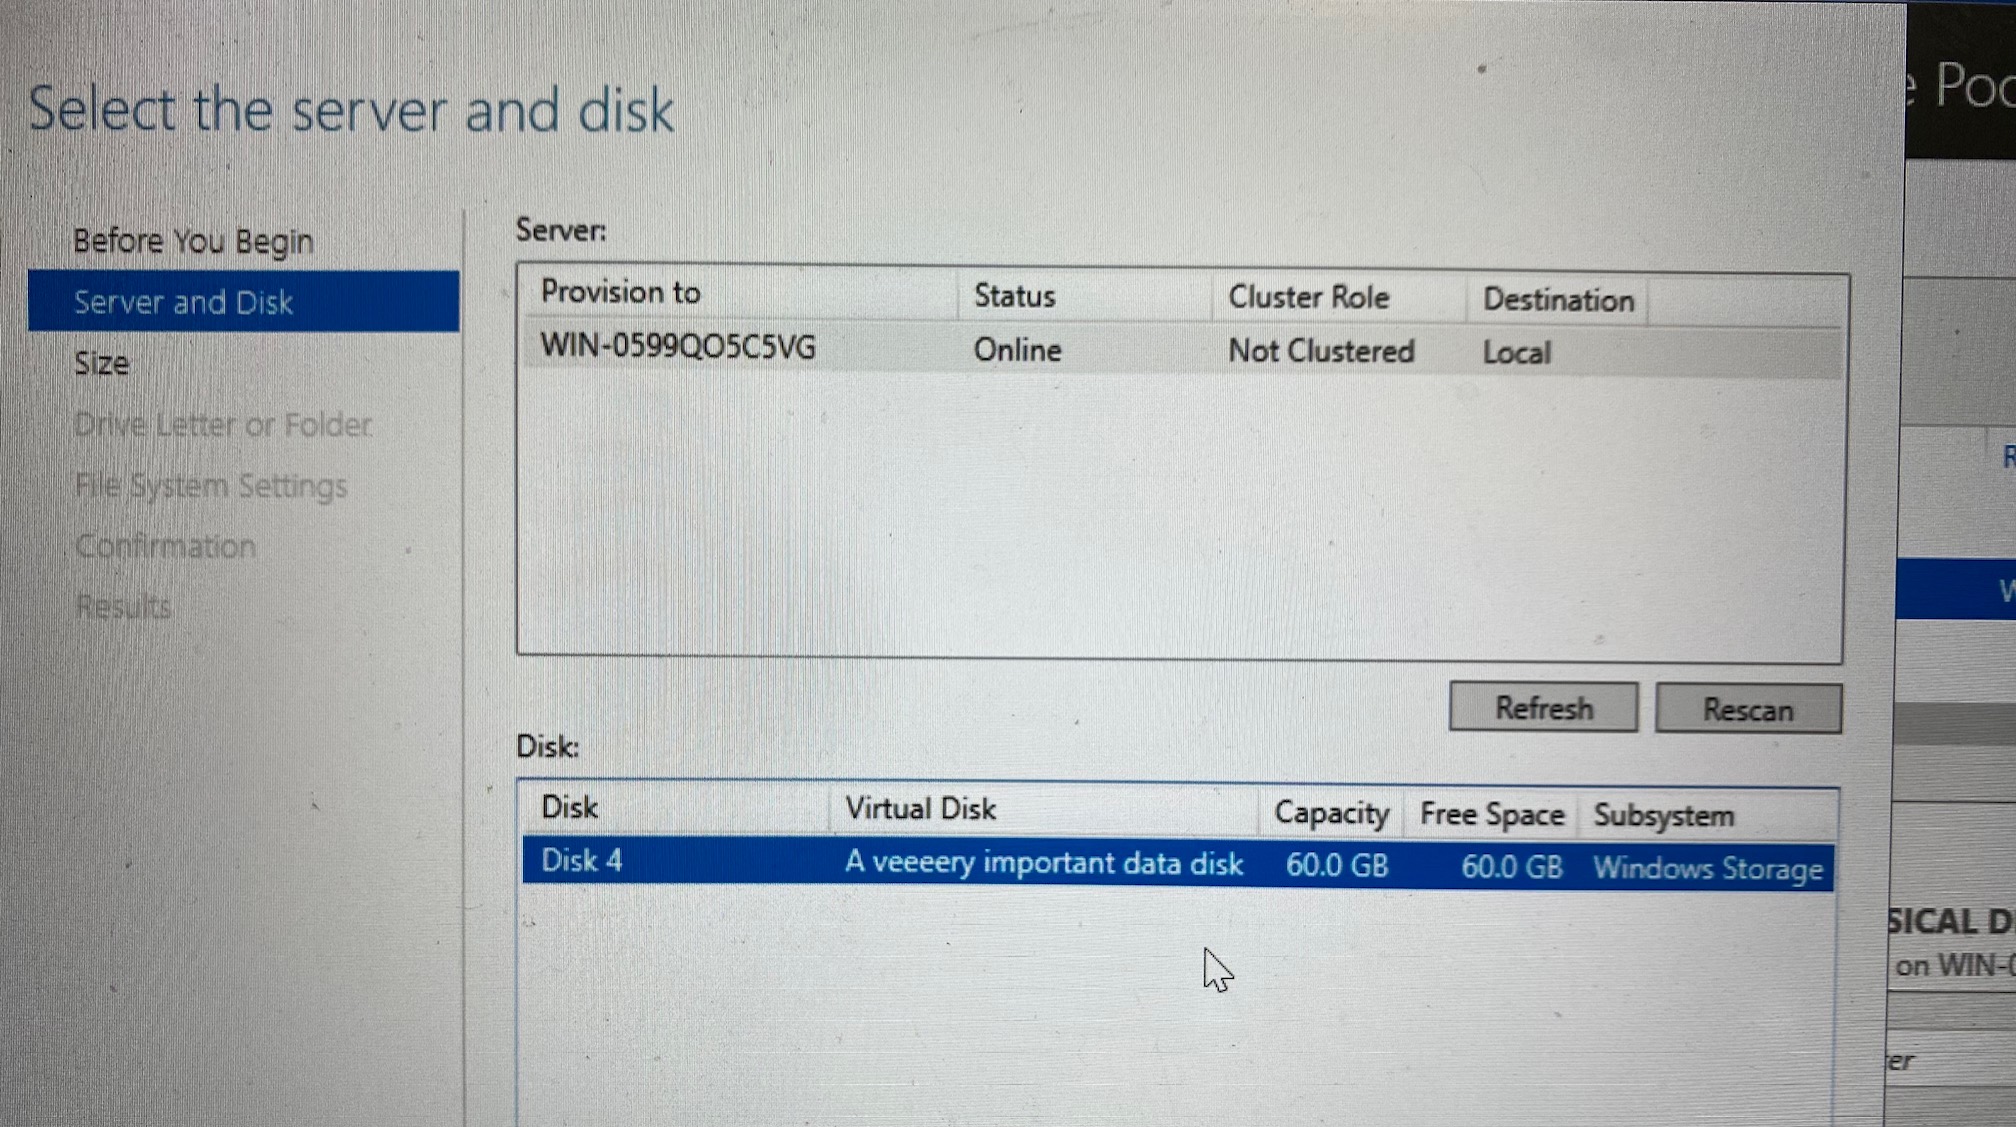 Select the server and disk
Before You Begin
Server and Disk
Size
Drive Letter or Folder
File System Settings
Confirmation
Results
Server:
Provision to Status Cluster Role Destination
WIN-0599QO5C5VG Online Not Clustered Local
Refresh Rescan
Disk:
Disk Virtual Disk Capacity Free Space Subsystem
Disk 4 A veeeery important data disk 60.0 GB 60.0 GB Windows Storage
e Poo
R
W
SICAL D
on WIN-0
er